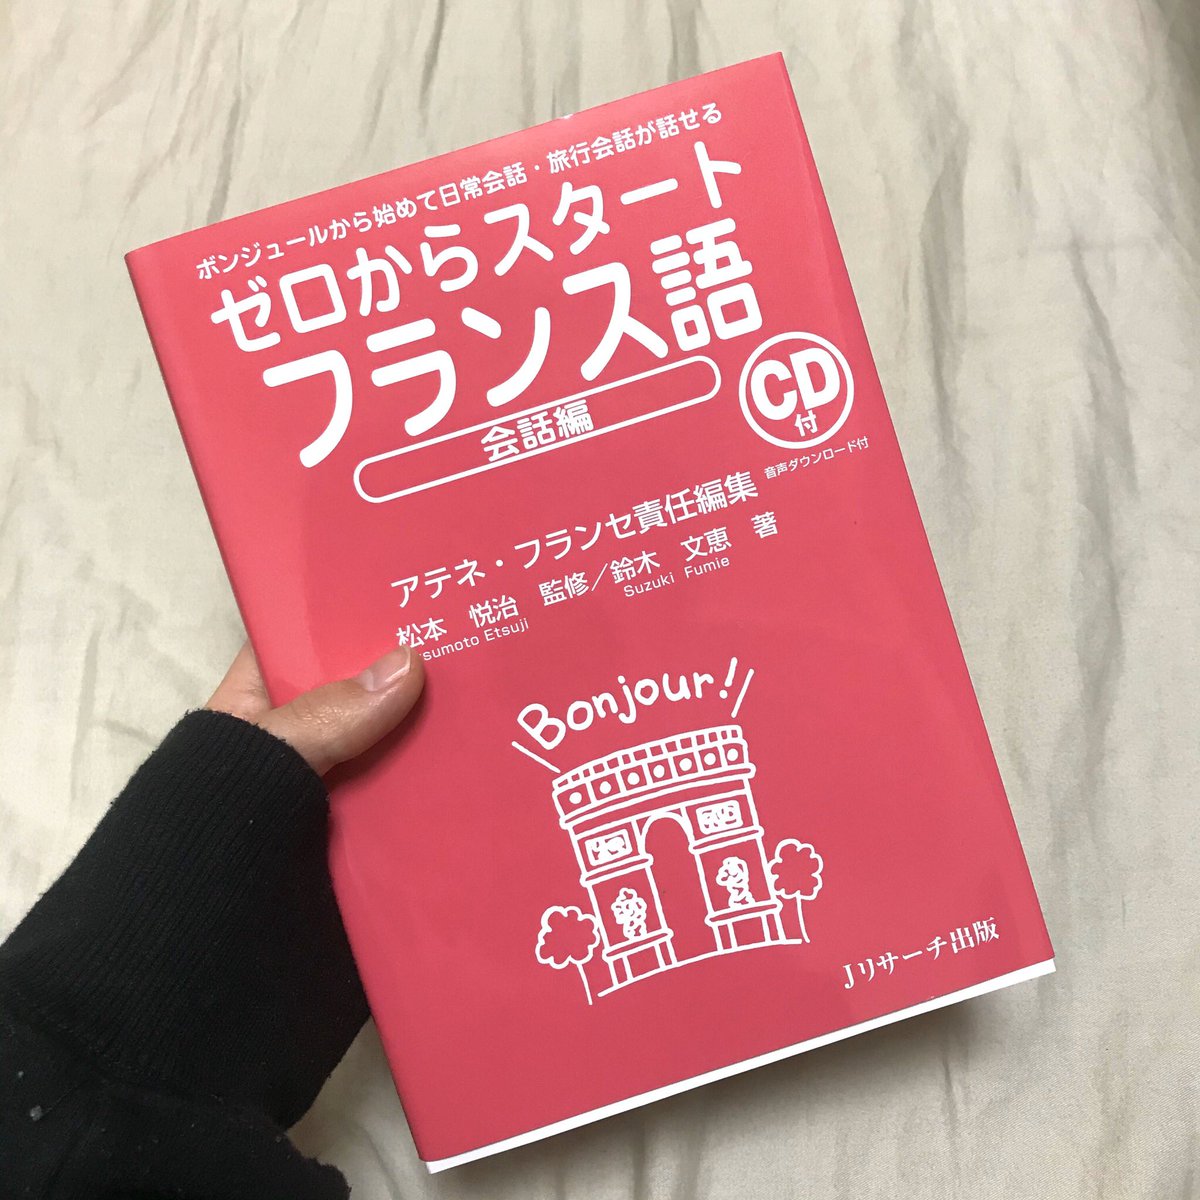 ボンジュールから始めて日常会話・旅行会話が話せる
ゼロからスタート
フランス語
会話編
CD付
音声ダウンロード付
アテネ・フランセ責任編集
松本 悦治 監修／鈴木 文恵 著
Etsuji Suzuki Fumie
Bonjour!
Jリサーチ出版